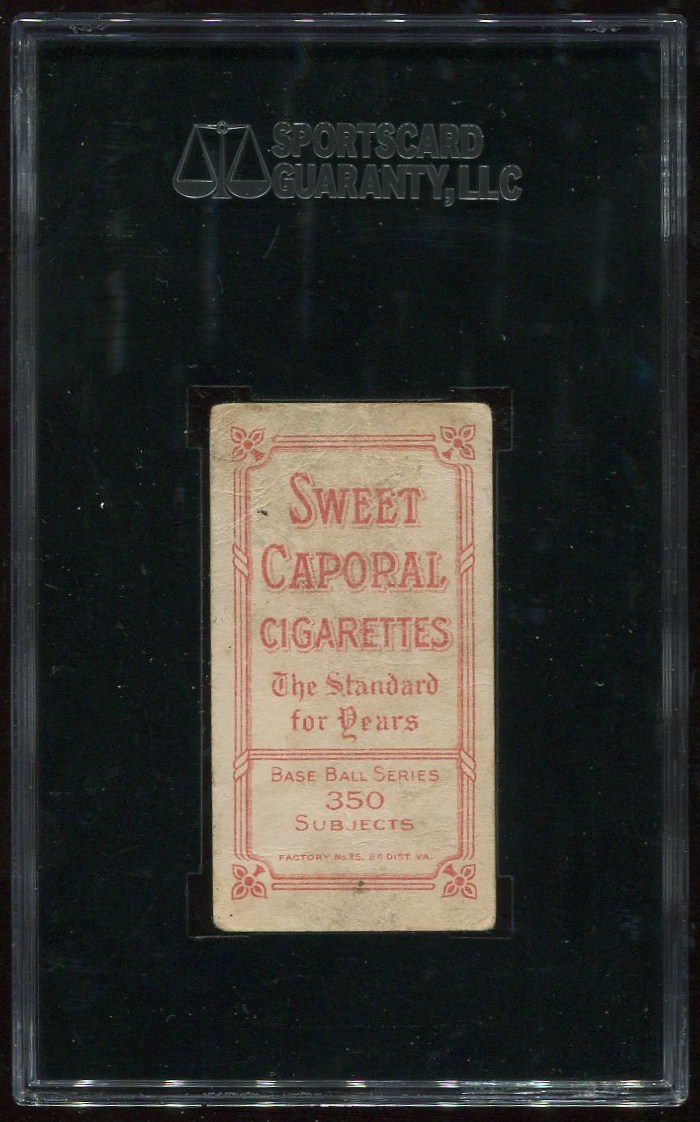 SPORTSCARD
GUARANTY, LLC
SWEET
CAPORAL
CIGARETTES
The Standard
for Years
BASE BALL SERIES
350
SUBJECTS
FACTORY No. 25. 2D DIST. VA.